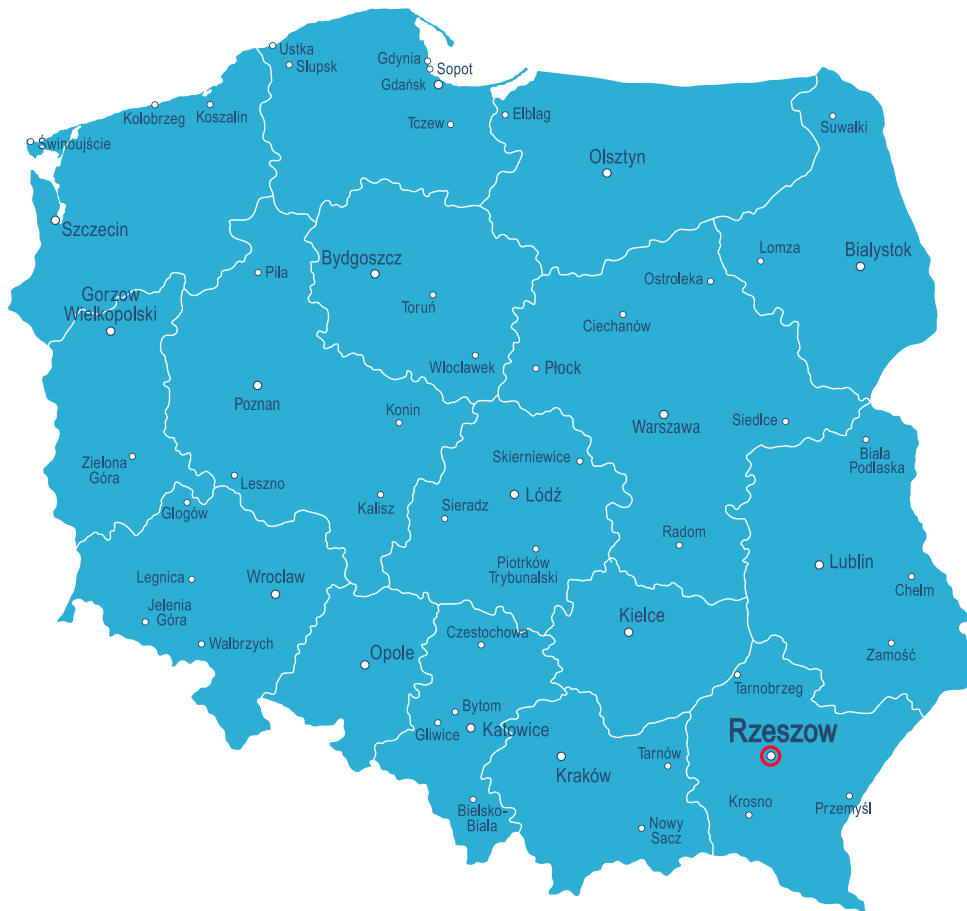 Ustka
Slupsk
Gdynia
Sopot
Gdańsk
Kolobrzeg
Koszalin
Tczew
Elblag
Suwalki
Świnoujście
Olsztyn
Szczecin
Bydgoszcz
Pila
Lomza
Bialystok
Ostroleka
Gorzow
Wielkopolski
Toruń
Ciechanów
Wloclawek
Płock
Poznan
Konin
Warszawa
Siedlce
Biala
Podlaska
Zielona
Góra
Leszno
Skierniewice
Glogów
Kalisz
Sieradz
Lódź
Radom
Piotrków
Trybunalski
Lublin
Legnica
Wroclaw
Chelm
Jelenia
Góra
Kielce
Walbrzych
Opole
Czestochowa
Zamość
Tarnobrzeg
Bytom
Gliwice
Katowice
Rzeszow
Kraków
Tarnów
Bielsko-
Biala
Krosno
Przemyśl
Nowy
Sacz